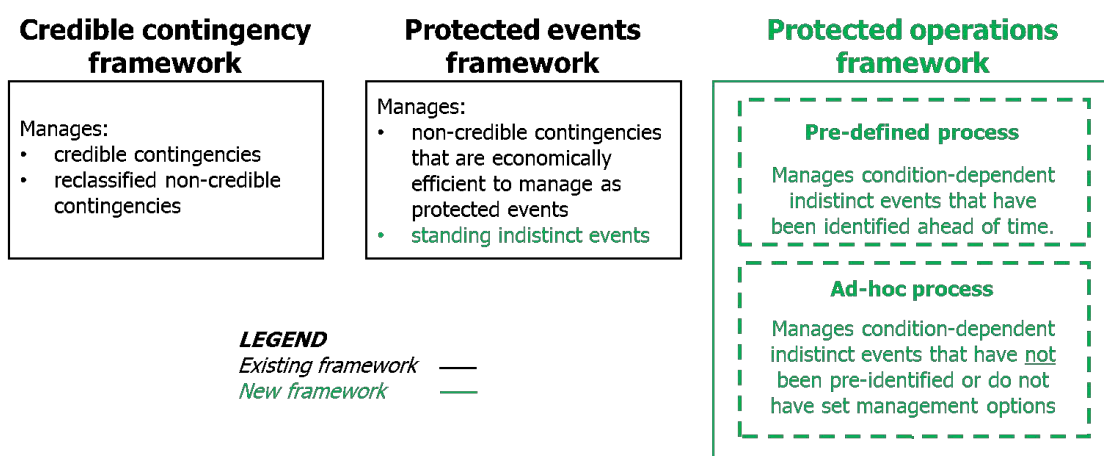 Credible contingency
framework
Manages:
• credible contingencies
• reclassified non-credible
contingencies
Protected events
framework
Manages:
• non-credible contingencies
that are economically
efficient to manage as
protected events
• standing indistinct events
Protected operations
framework
Pre-defined process
Manages condition-dependent
indistinct events that have
been identified ahead of time.
Ad-hoc process
Manages condition-dependent
indistinct events that have not
been pre-identified or do not
have set management options
LEGEND
Existing framework
New framework